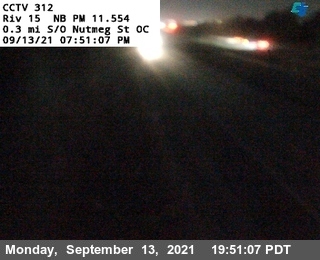 CCTV 312
Riv 15 NB PM 11.554
0.3 mi S/O Nutmeg St OC
09/13/21 07:51:07 PM
Monday, September 13, 2021 19:51:07 PDT